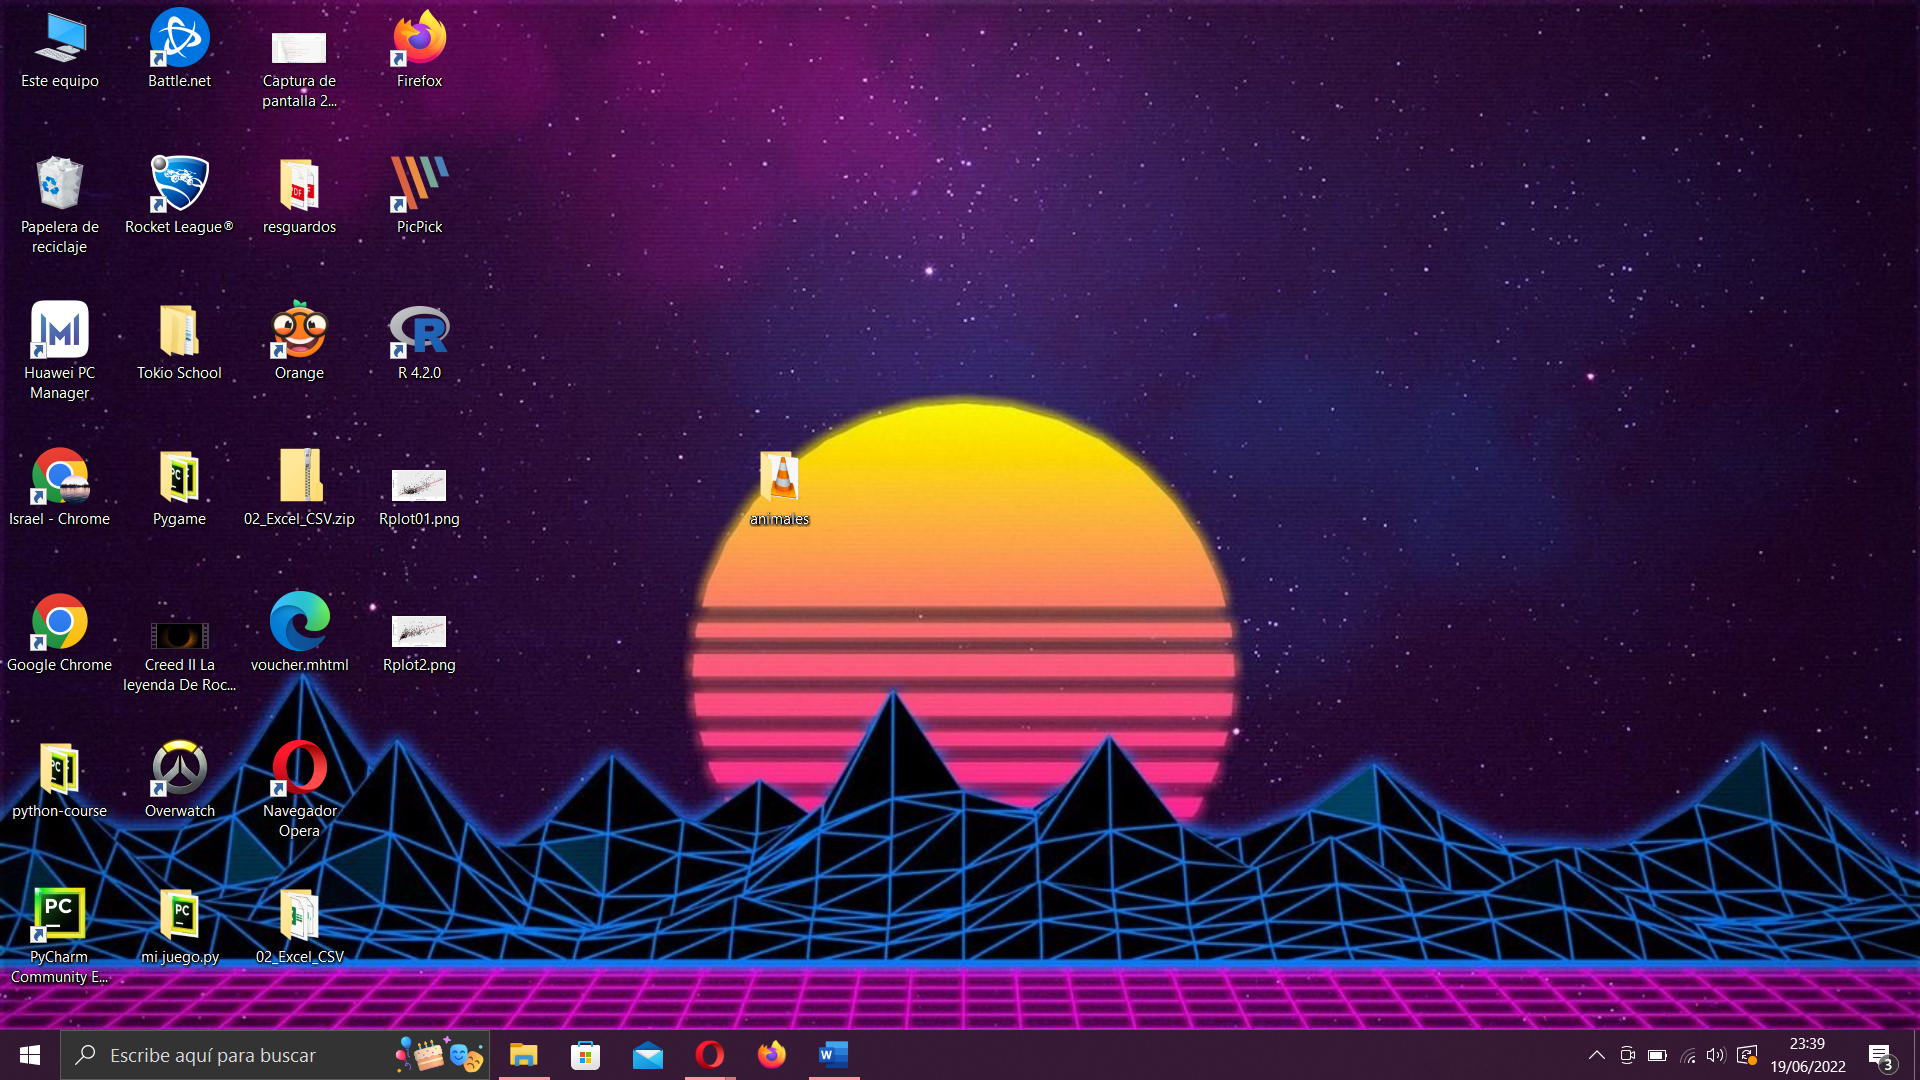 Este equipo
Battle.net
Captura de
pantalla 2...
Firefox
Papelera de
reciclaje
Rocket League®
resguardos
PDF
PicPick
Huawei PC
Manager
Tokio School
Orange
R 4.2.0
Israel - Chrome
Pygame
02_Excel_CSV.zip
Rplot01.png
animales
Google Chrome
Creed II La
leyenda De Roc...
voucher.mhtml
Rplot2.png
python-course
Overwatch
Navegador
Opera
PC
PyCharm
Community E...
PC
mi juego.py
02_Excel_CSV
Escribe aquí para buscar
W
23:39
19/06/2022
3